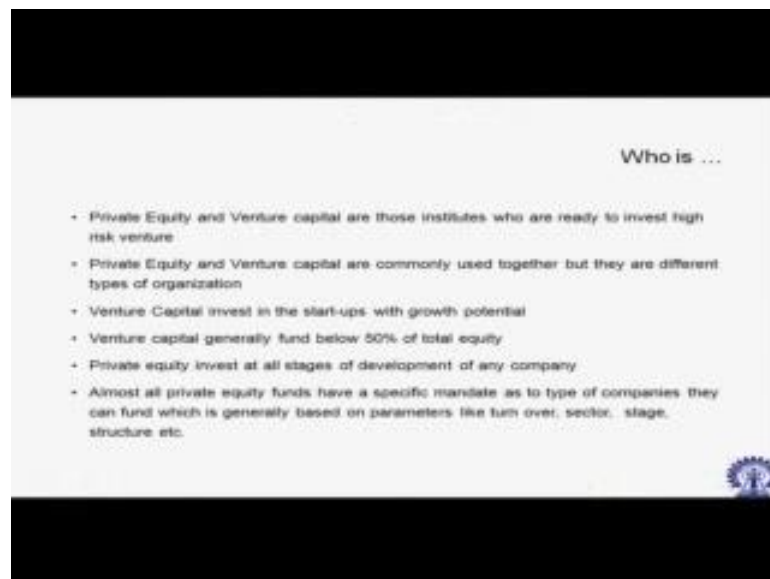 Who is ...
• Private Equity and Venture capital are those institutes who are ready to invest high
risk venture
• Private Equity and Venture capital are commonly used together but they are different
types of organization
• Venture Capital invest in the start-ups with growth potential
• Venture capital generally fund below 50% of total equity
• Private equity invest at all stages of development of any company
• Almost all private equity funds have a specific mandate as to type of companies they
can fund which is generally based on parameters like turn over, sector, stage,
structure etc.